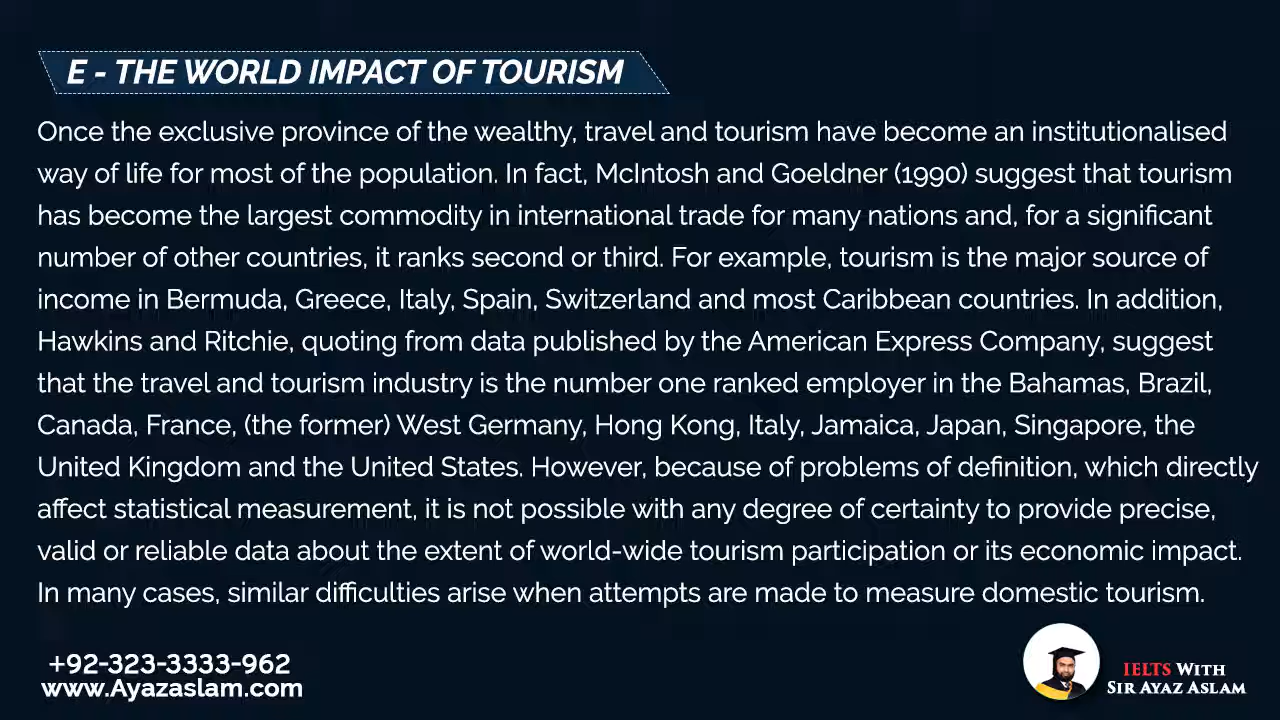 E - THE WORLD IMPACT OF TOURISM
Once the exclusive province of the wealthy, travel and tourism have become an institutionalised
way of life for most of the population. In fact, McIntosh and Goeldner (1990) suggest that tourism
has become the largest commodity in international trade for many nations and, for a significant
number of other countries, it ranks second or third. For example, tourism is the major source of
income in Bermuda, Greece, Italy, Spain, Switzerland and most Caribbean countries. In addition,
Hawkins and Ritchie, quoting from data published by the American Express Company, suggest
that the travel and tourism industry is the number one ranked employer in the Bahamas, Brazil,
Canada, France, (the former) West Germany, Hong Kong, Italy, Jamaica, Japan, Singapore, the
United Kingdom and the United States. However, because of problems of definition, which directly
affect statistical measurement, it is not possible with any degree of certainty to provide precise,
valid or reliable data about the extent of world-wide tourism participation or its economic impact.
In many cases, similar difficulties arise when attempts are made to measure domestic tourism.
+92-323-3333-962
www.Ayazaslam.com
IELTS WITH
SIR AYAZ ASLAM